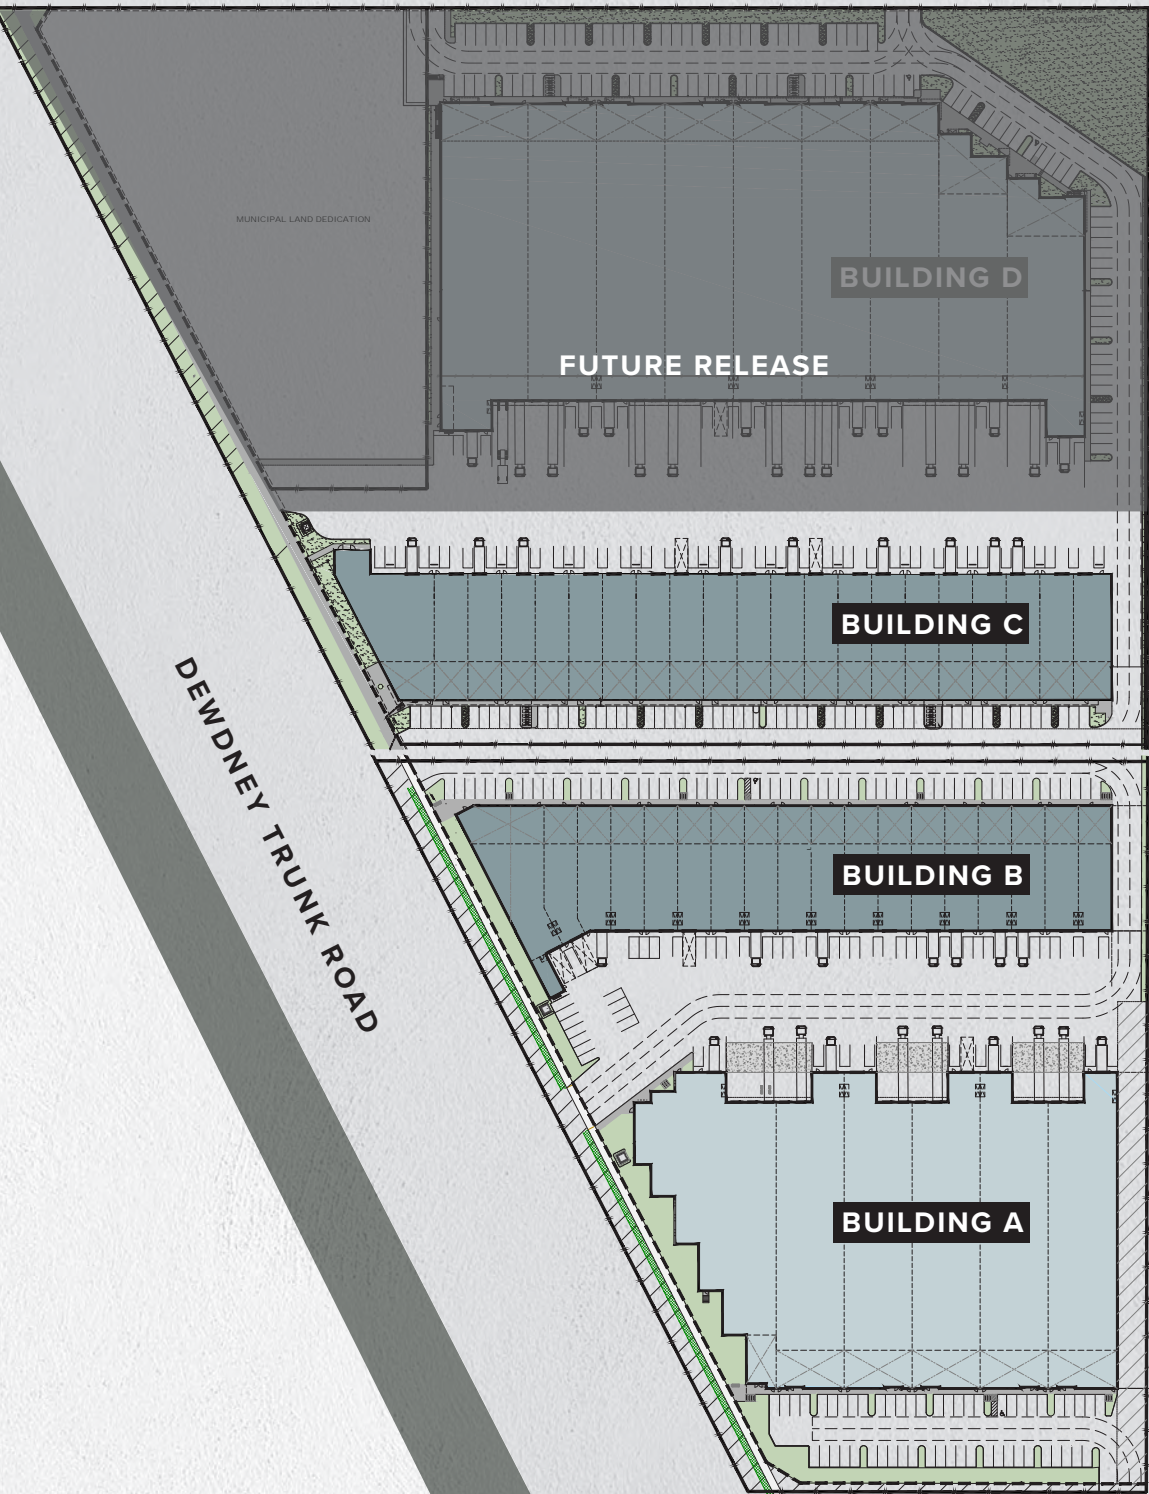 MUNICIPAL LAND DEDICATION
BUILDING D
FUTURE RELEASE
BUILDING C
DEWDNEY TRUNK ROAD
BUILDING B
BUILDING A